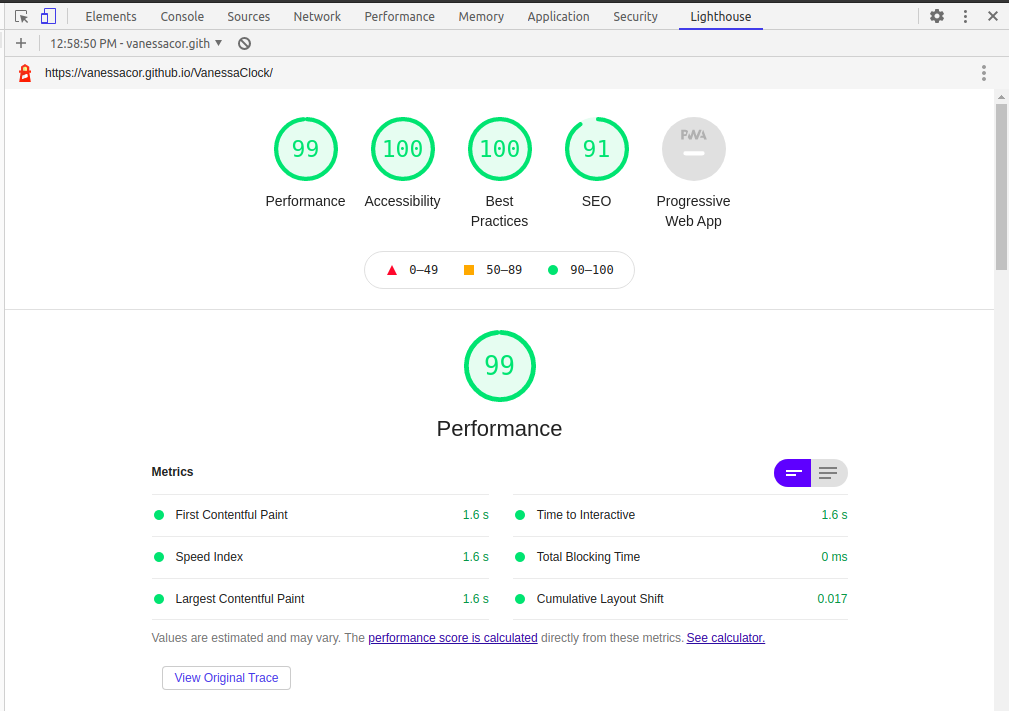 Elements Console Sources Network Performance Memory Application Security Lighthouse
12:58:50 PM - vanessacor.gith
https://vanessacor.github.io/VanessaClock/
99 100 100 91 PWA
Performance Accessibility Best Practices SEO Progressive Web App
0–49 50–89 90–100
99
Performance
Metrics
First Contentful Paint 1.6 s Time to Interactive 1.6 s
Speed Index 1.6 s Total Blocking Time 0 ms
Largest Contentful Paint 1.6 s Cumulative Layout Shift 0.017
Values are estimated and may vary. The performance score is calculated directly from these metrics. See calculator.
View Original Trace